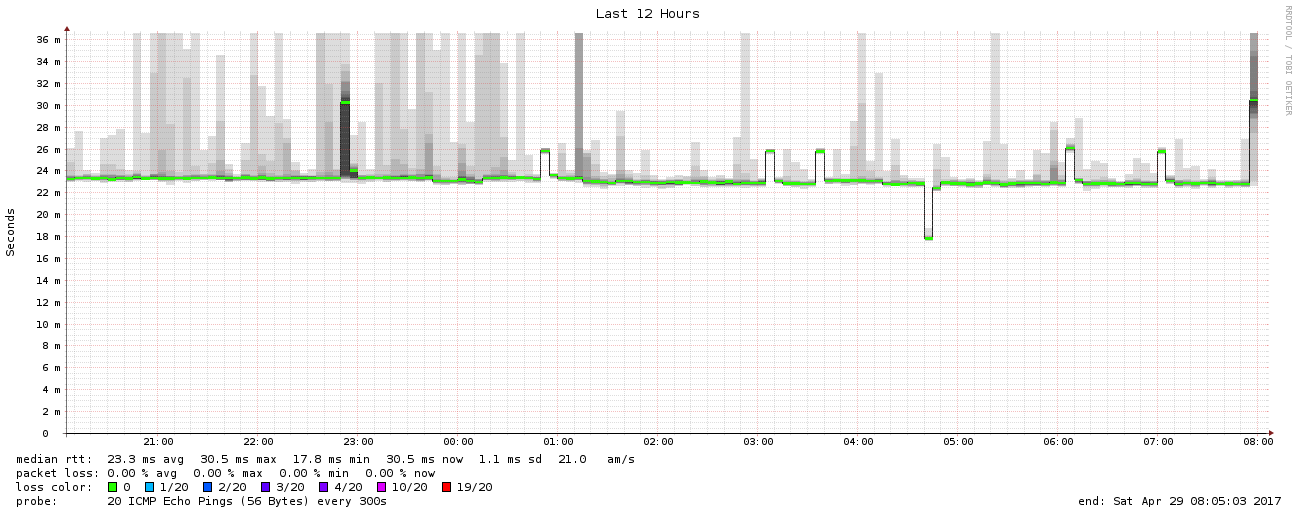 Last 12 Hours
RRDTOOL / TOBI OETIKER
Seconds
36 m
34 m
32 m
30 m
28 m
26 m
24 m
22 m
20 m
18 m
16 m
14 m
12 m
10 m
8 m
6 m
4 m
2 m
0
21:00 22:00 23:00 00:00 01:00 02:00 03:00 04:00 05:00 06:00 07:00 08:00
median rtt: 23.3 ms avg 30.5 ms max 17.8 ms min 30.5 ms now 1.1 ms sd 21.0 am/s
packet loss: 0.00 % avg 0.00 % max 0.00 % min 0.00 % now
loss color: 0 1/20 2/20 3/20 4/20 10/20 19/20
probe: 20 ICMP Echo Pings (56 Bytes) every 300s end: Sat Apr 29 08:05:03 2017